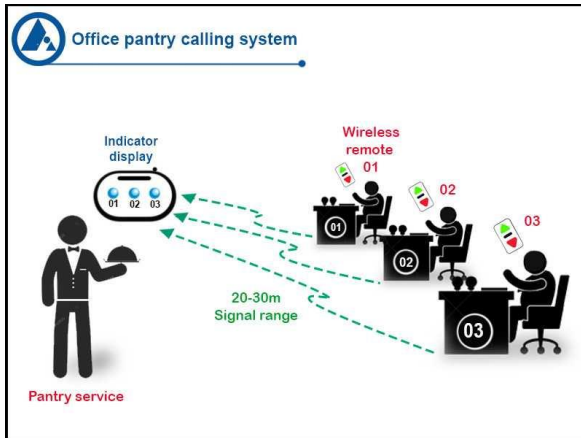 Office pantry calling system
Indicator
display
01 02 03
Wireless
remote
01
02
03
01
02
03
20-30m
Signal range
Pantry service